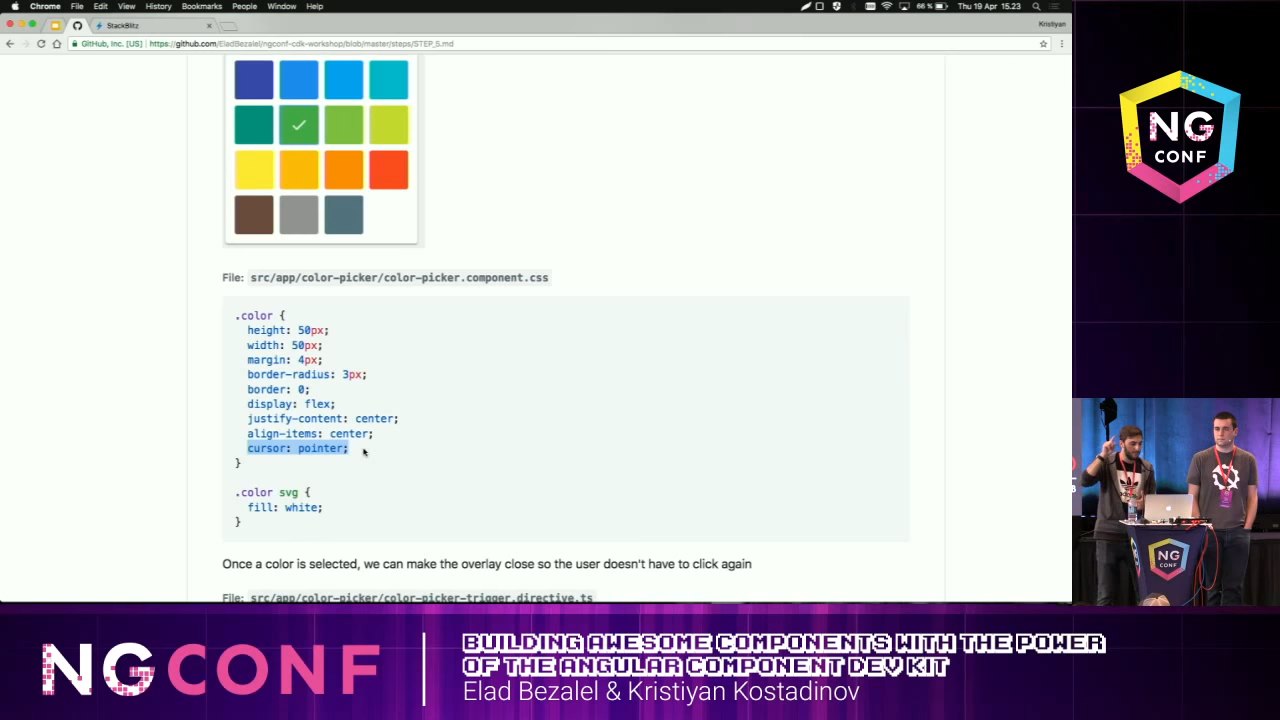 Chrome File Edit View History Bookmarks People Window Help
66 % Thu 19 Apr 15.23
StackBlitz
Kristiyan
GitHub, Inc. [US] https://github.com/EladBezalel/ngconf-cdk-workshop/blob/master/steps/STEP_5.md
File: src/app/color-picker/color-picker.component.css
.color {
height: 50px;
width: 50px;
margin: 4px;
border-radius: 3px;
border: 0;
display: flex;
justify-content: center;
align-items: center;
cursor: pointer;
}
.color svg {
fill: white;
}
Once a color is selected, we can make the overlay close so the user doesn't have to click again
File: src/app/color-picker/color-picker-trigger.directive.ts
NG
CONF
NG
CONF
NGCONF
BUILDING AWESOME COMPONENTS WITH THE POWER
OF THE ANGULAR COMPONENT DEV KIT
Elad Bezalel & Kristiyan Kostadinov